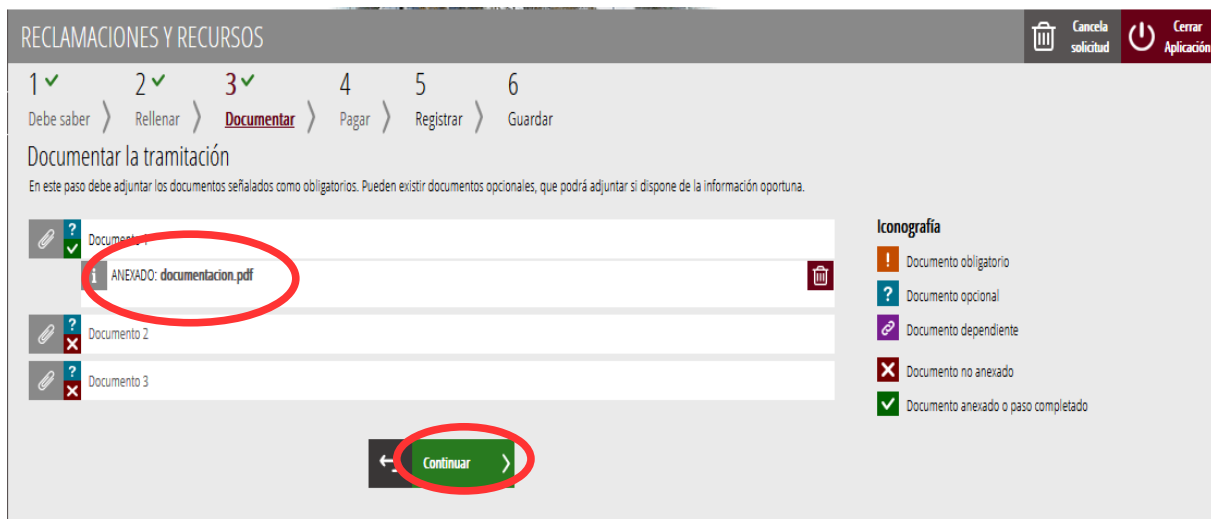 RECLAMACIONES Y RECURSOS
Cancela
solicitud
Cerrar
Aplicación
1 2 3 4 5 6
Debe saber Rellenar Documentar Pagar Registrar Guardar
Documentar la tramitación
En este paso debe adjuntar los documentos señalados como obligatorios. Pueden existir documentos opcionales, que podrá adjuntar si dispone de la información oportuna.
Documento 1
ANEXADO: documentacion.pdf
Documento 2
Documento 3
Continuar
Iconografía
! Documento obligatorio
? Documento opcional
Documento dependiente
Documento no anexado
Documento anexado o paso completado